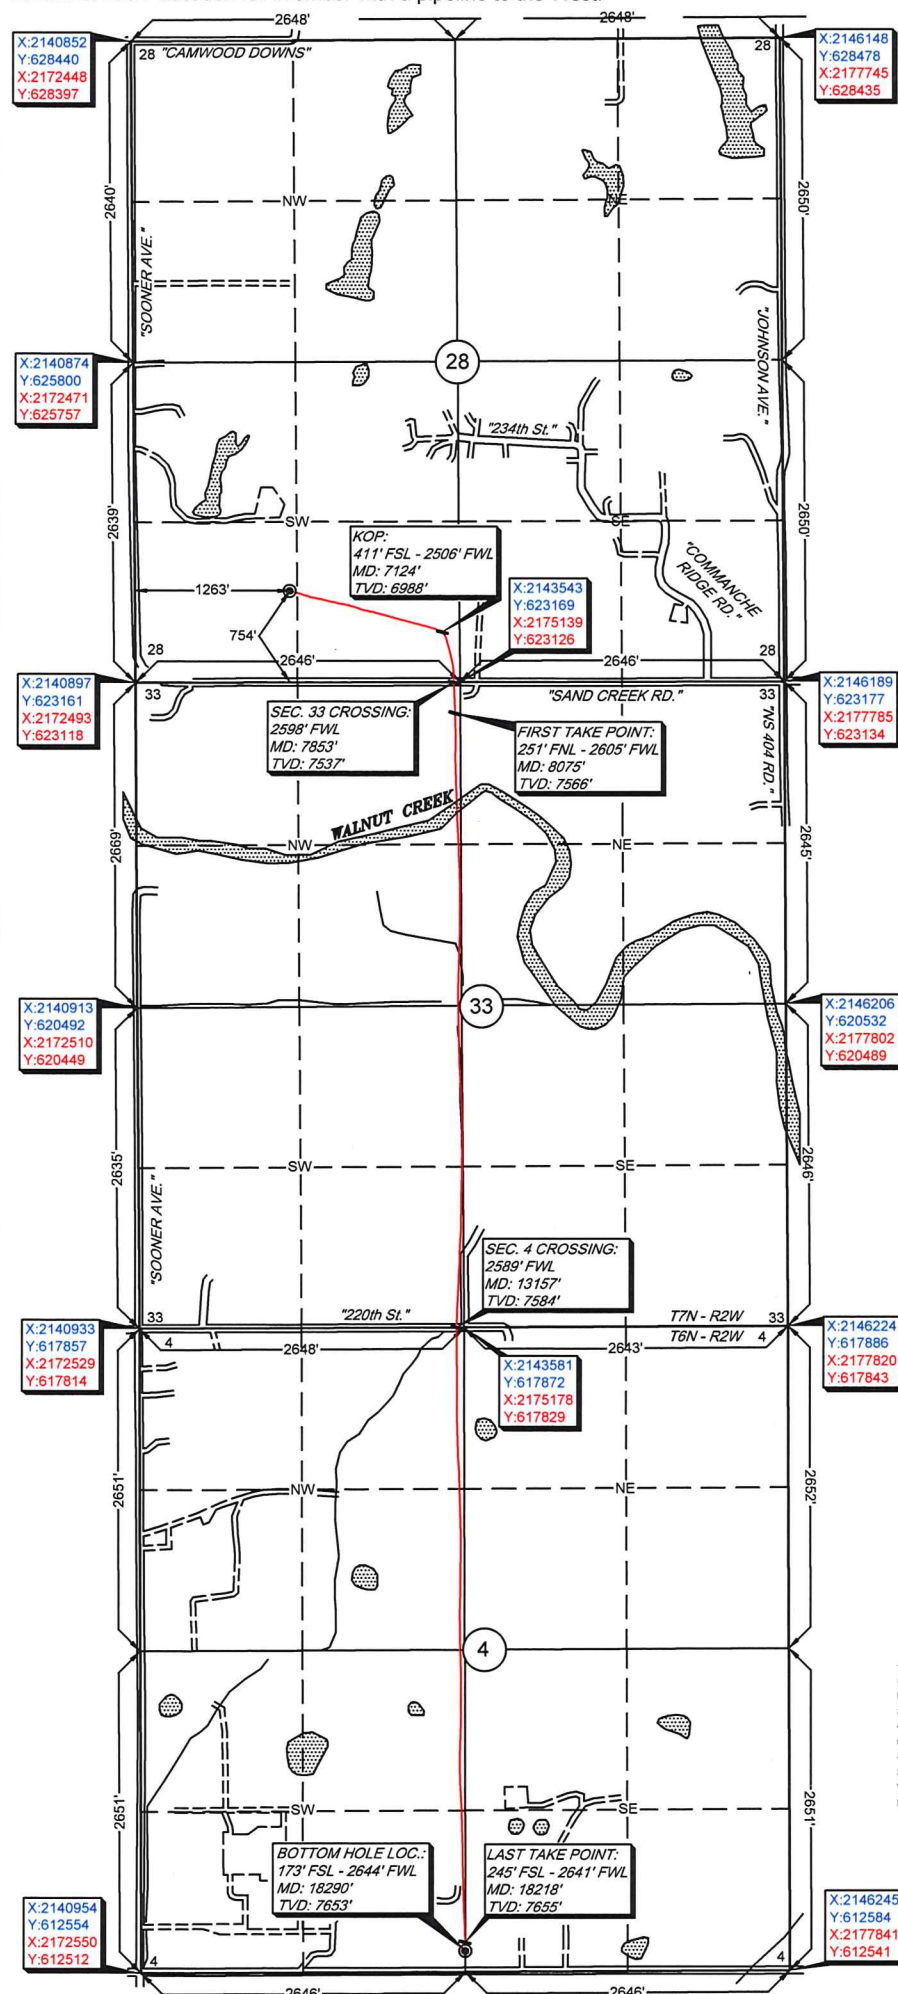 2648'
2648'
X:2140852
Y:628440
X:2172448
Y:628397
28
"CAMWOOD DOWNS"
28
X:2146148
Y:628478
X:2177745
Y:628435
2640'
NW
NE
2650'
"SOONER AVE."
"JOHNSON AVE."
X:2140874
Y:625800
X:2172471
Y:625757
28
"234th St."
2639'
SW
SE
2650'
KOP:
411' FSL - 2506' FWL
MD: 7124'
TVD: 6988'
"COMMANCHE
RIDGE RD."
1263'
X:2143543
Y:623169
X:2175139
Y:623126
754'
28
2646'
2646'
28
X:2140897
Y:623161
X:2172493
Y:623118
33
"SAND CREEK RD."
33
X:2146189
Y:623177
X:2177785
Y:623134
SEC. 33 CROSSING:
2598' FWL
MD: 7853'
TVD: 7537'
FIRST TAKE POINT:
251' FNL - 2605' FWL
MD: 8075'
TVD: 7566'
"NS 404 RD."
WALNUT CREEK
2669'
NW
NE
2645'
X:2140913
Y:620492
X:2172510
Y:620449
33
X:2146206
Y:620532
X:2177802
Y:620489
2635'
SW
SE
2646'
"SOONER AVE."
SEC. 4 CROSSING:
2589' FWL
MD: 13157'
TVD: 7584'
33
"220th St."
T7N - R2W
33
X:2140933
Y:617857
X:2172529
Y:617814
4
2648'
2643'
T6N - R2W
4
X:2146224
Y:617886
X:2177820
Y:617843
X:2143581
Y:617872
X:2175178
Y:617829
2651'
NW
NE
2652'
4
2651'
SW
SE
2651'
BOTTOM HOLE LOC.:
173' FSL - 2644' FWL
MD: 18290'
TVD: 7653'
LAST TAKE POINT:
245' FSL - 2641' FWL
MD: 18218'
TVD: 7655'
X:2140954
Y:612554
X:2172550
Y:612512
4
4
X:2146245
Y:612584
X:2177841
Y:612541
2646'
2646'